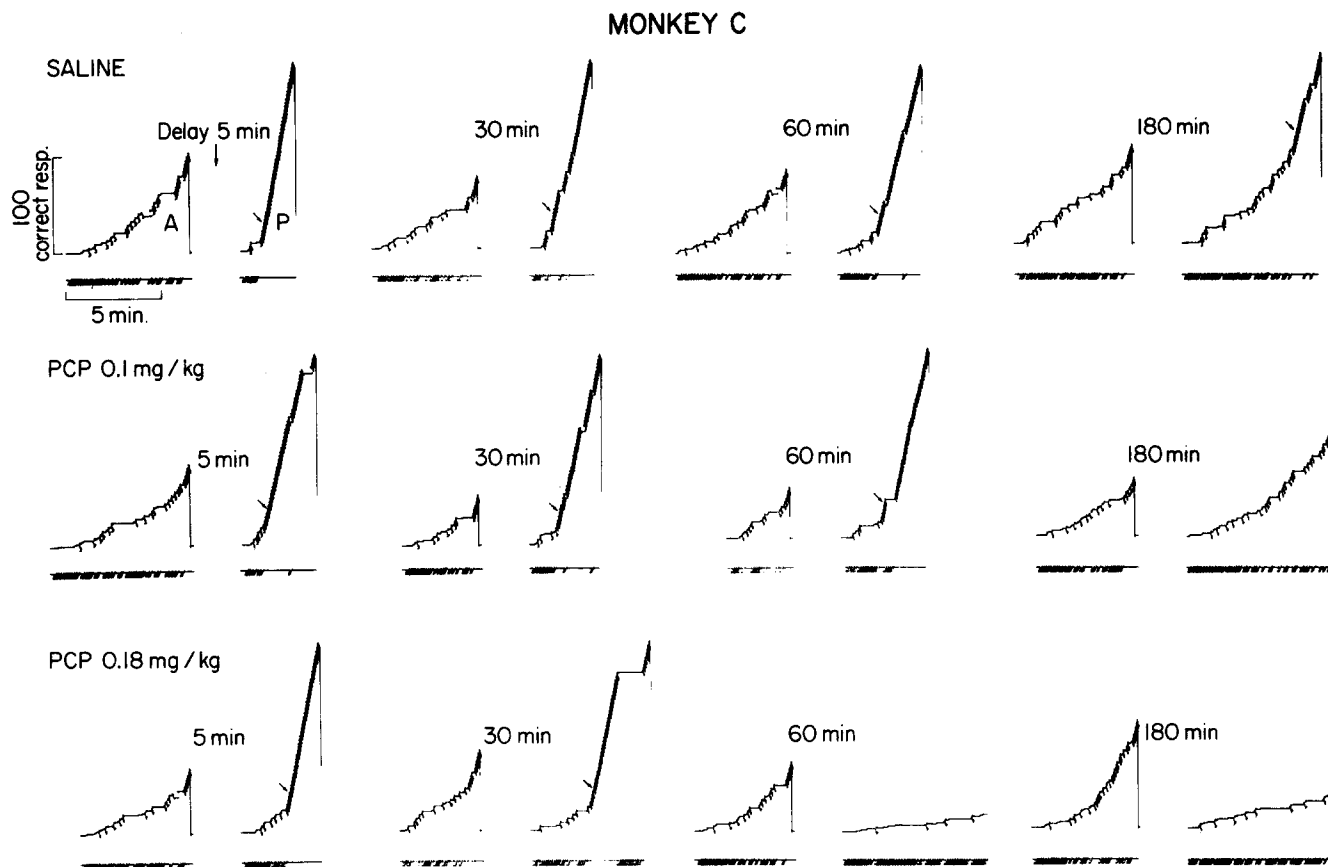 MONKEY C
SALINE
Delay 5 min
30 min
60 min
180 min
100
correct resp.
A
P
5 min.
PCP 0.1 mg/kg
5 min
30 min
60 min
180 min
PCP 0.18 mg/kg
5 min
30 min
60 min
180 min